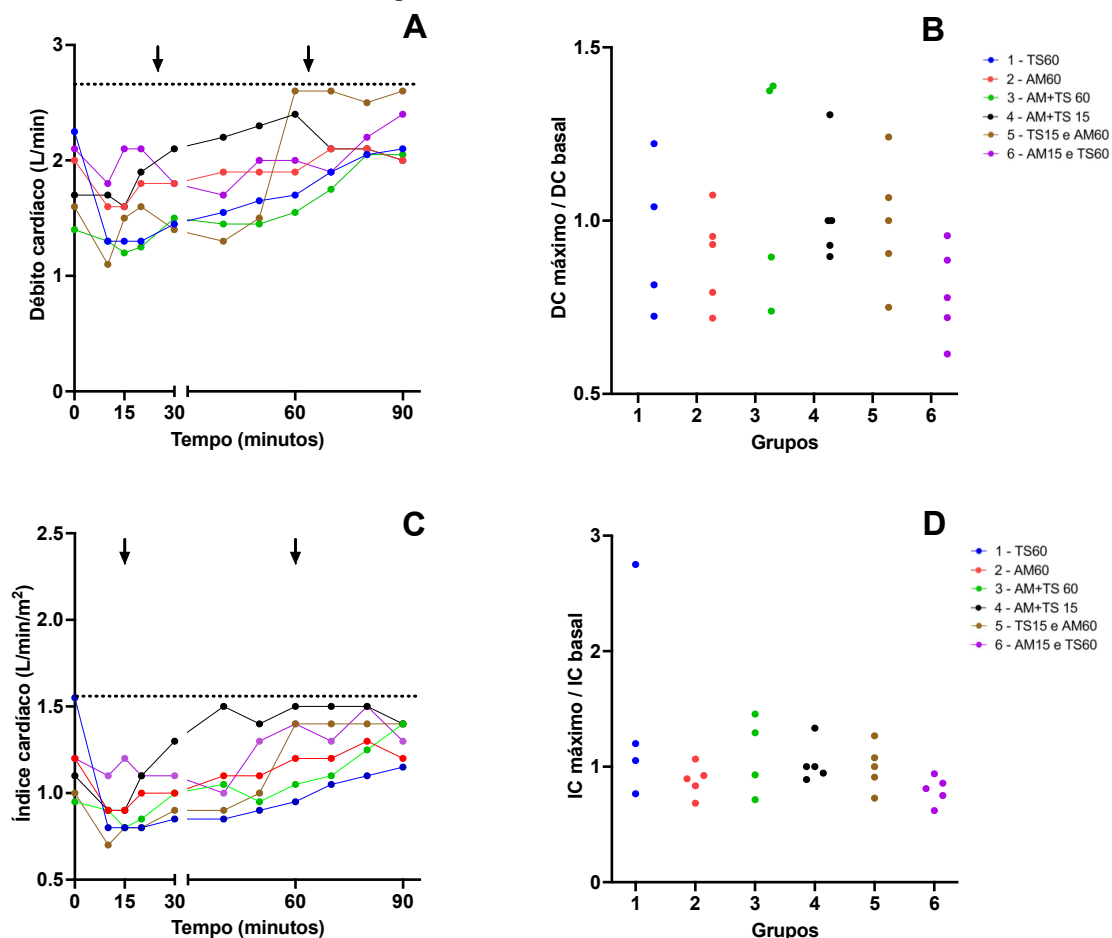 A
Débito cardíaco (L/min)
3
2
1
0
0 15 30 60 90
Tempo (minutos)
B
DC máximo / DC basal
1.5
1.0
0.5
1 2 3 4 5 6
Grupos
1 - TS60
2 - AM60
3 - AM+TS 60
4 - AM+TS 15
5 - TS15 e AM60
6 - AM15 e TS60
C
Índice cardíaco (L/min/m²)
2.5
2.0
1.5
1.0
0.5
0 15 30 60 90
Tempo (minutos)
D
IC máximo / IC basal
3
2
1
0
1 2 3 4 5 6
Grupos
1 - TS60
2 - AM60
3 - AM+TS 60
4 - AM+TS 15
5 - TS15 e AM60
6 - AM15 e TS60